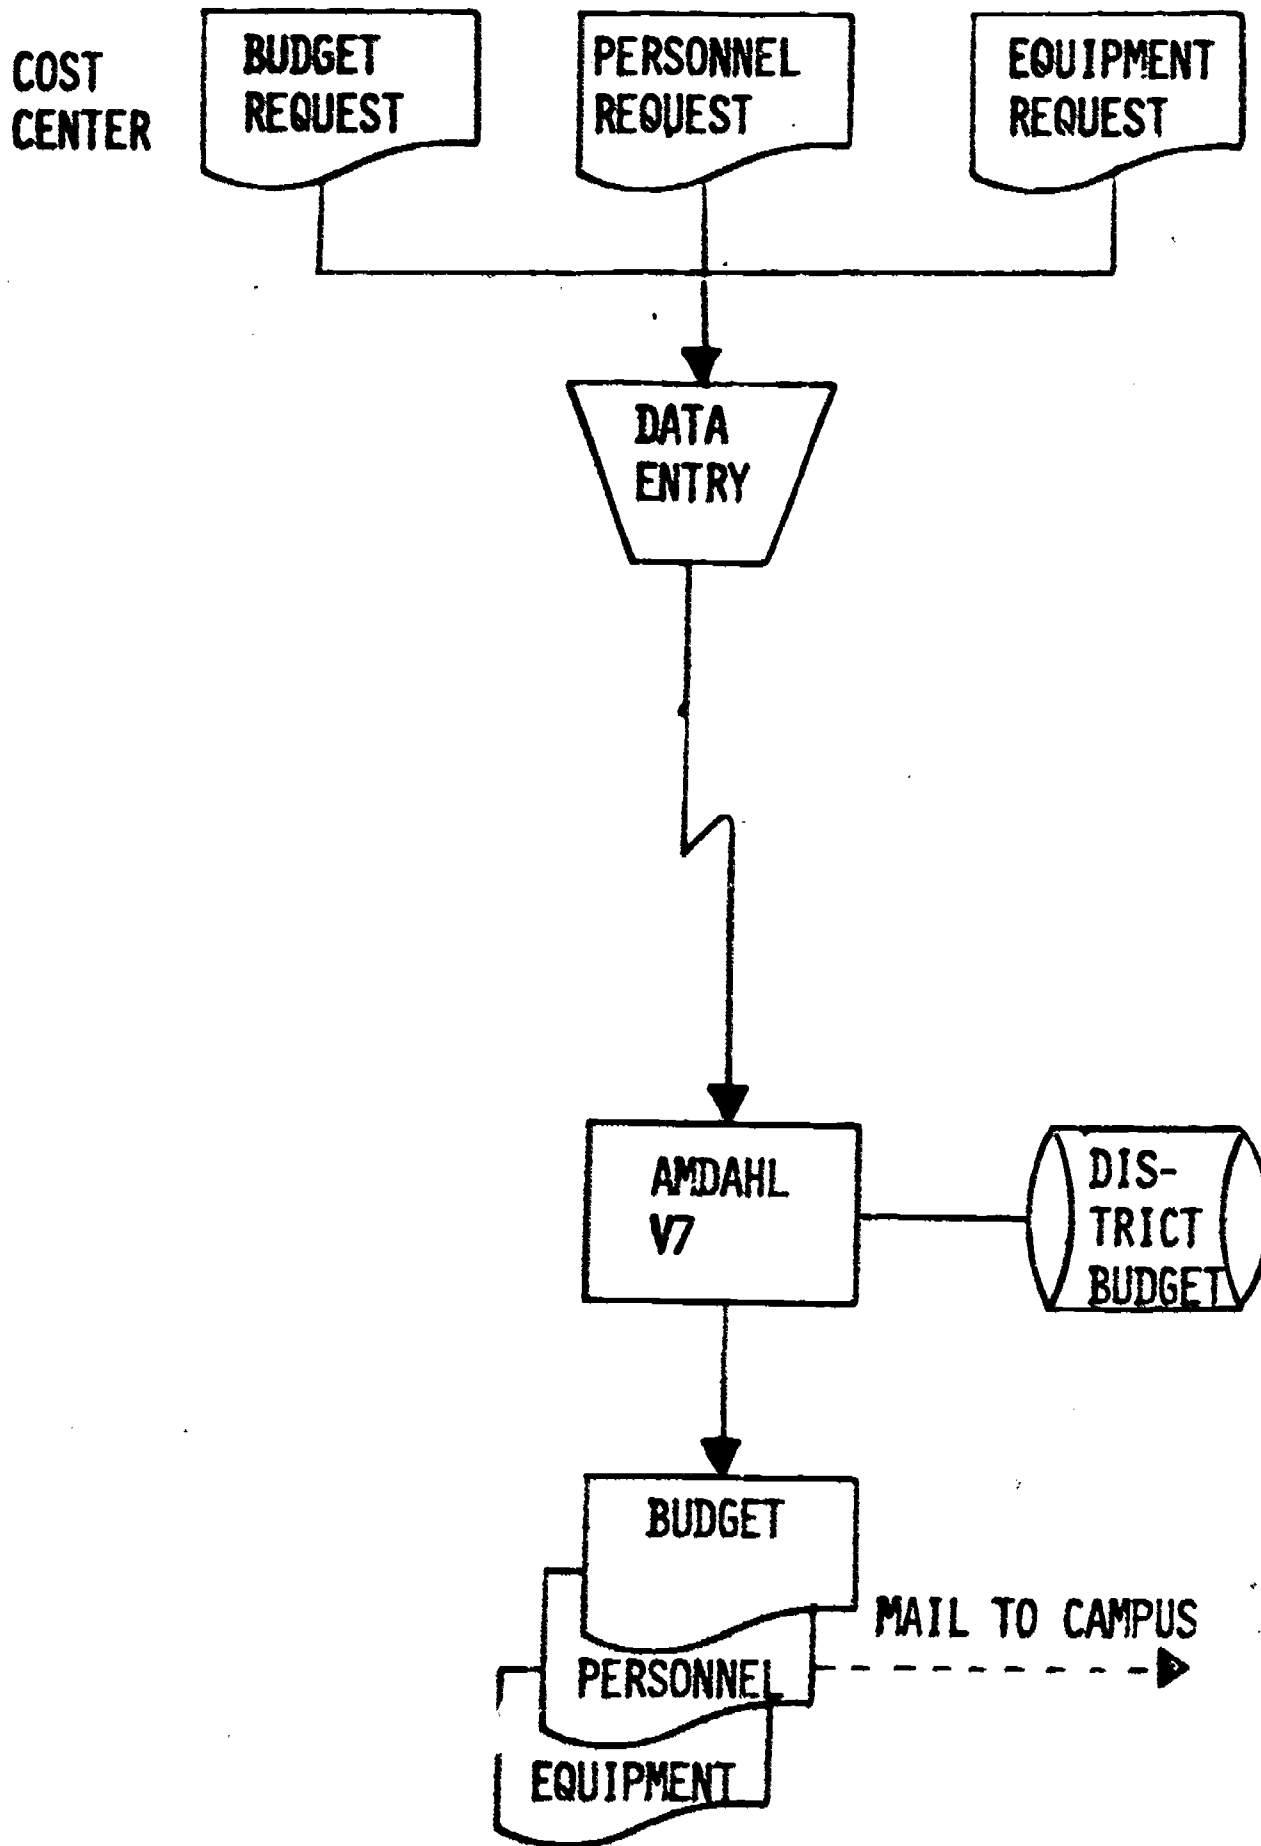 COST
CENTER
BUDGET
REQUEST
PERSONNEL
REQUEST
EQUIPMENT
REQUEST
DATA
ENTRY
AMDAHL
V7
DIS-
TRICT
BUDGET
BUDGET
MAIL TO CAMPUS
PERSONNEL
EQUIPMENT